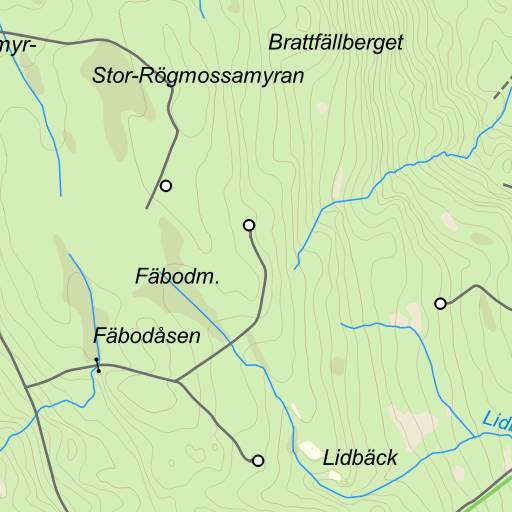 myr-
Brattfällberget
Stor-Rögmossamyran
Fäbodm.
Fäbodåsen
Lidbäck